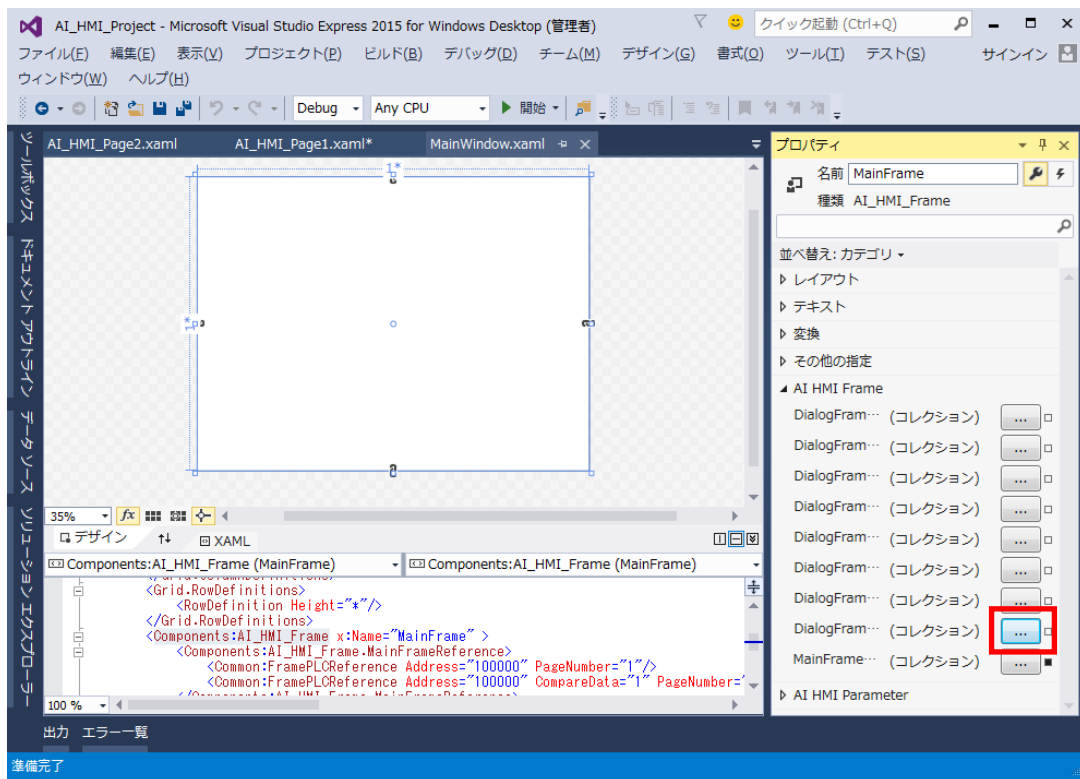 AI_HMI_Project - Microsoft Visual Studio Express 2015 for Windows Desktop (管理者)
クイック起動 (Ctrl+Q)
ファイル(F) 編集(E) 表示(V) プロジェクト(P) ビルド(B) デバッグ(D) チーム(M) デザイン(G) 書式(O) ツール(T) テスト(S) サインイン
ウィンドウ(W) ヘルプ(H)
Debug Any CPU 開始
ツールボックス
ドキュメント アウトライン
データ ソース
ソリューション エクスプローラー
AI_HMI_Page2.xaml AI_HMI_Page1.xaml* MainWindow.xaml
1*
1*
35% fx
デザイン XAML
Components:AI_HMI_Frame (MainFrame) Components:AI_HMI_Frame (MainFrame)
<Grid.RowDefinitions>
<RowDefinition Height="*"/>
</Grid.RowDefinitions>
<Components:AI_HMI_Frame x:Name="MainFrame" >
<Components:AI_HMI_Frame.MainFrameReference>
<Common:FramePLCReference Address="100000" PageNumber="1"/>
<Common:FramePLCReference Address="100000" CompareData="1" PageNumber="
100 %
プロパティ
名前 MainFrame
種類 AI_HMI_Frame
並べ替え: カテゴリ
レイアウト
テキスト
変換
その他の指定
AI HMI Frame
DialogFram… (コレクション) ...
DialogFram… (コレクション) ...
DialogFram… (コレクション) ...
DialogFram… (コレクション) ...
DialogFram… (コレクション) ...
DialogFram… (コレクション) ...
DialogFram… (コレクション) ...
DialogFram… (コレクション) ...
MainFrame… (コレクション) ...
AI HMI Parameter
出力 エラー一覧
準備完了